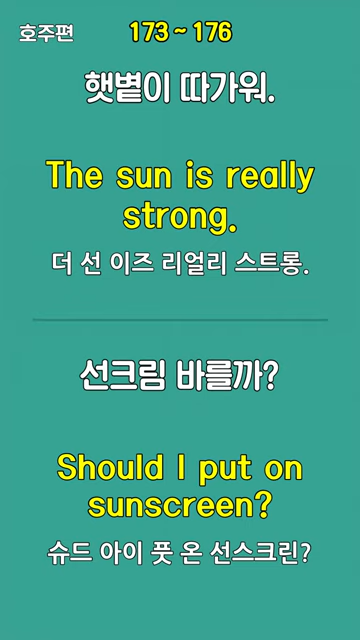 호주편
173 ~ 176
햇볕이 따가워.
The sun is really
strong.
더 선 이즈 리얼리 스트롱.
선크림 바를까?
Should I put on
sunscreen?
슈드 아이 풋 온 선스크린?